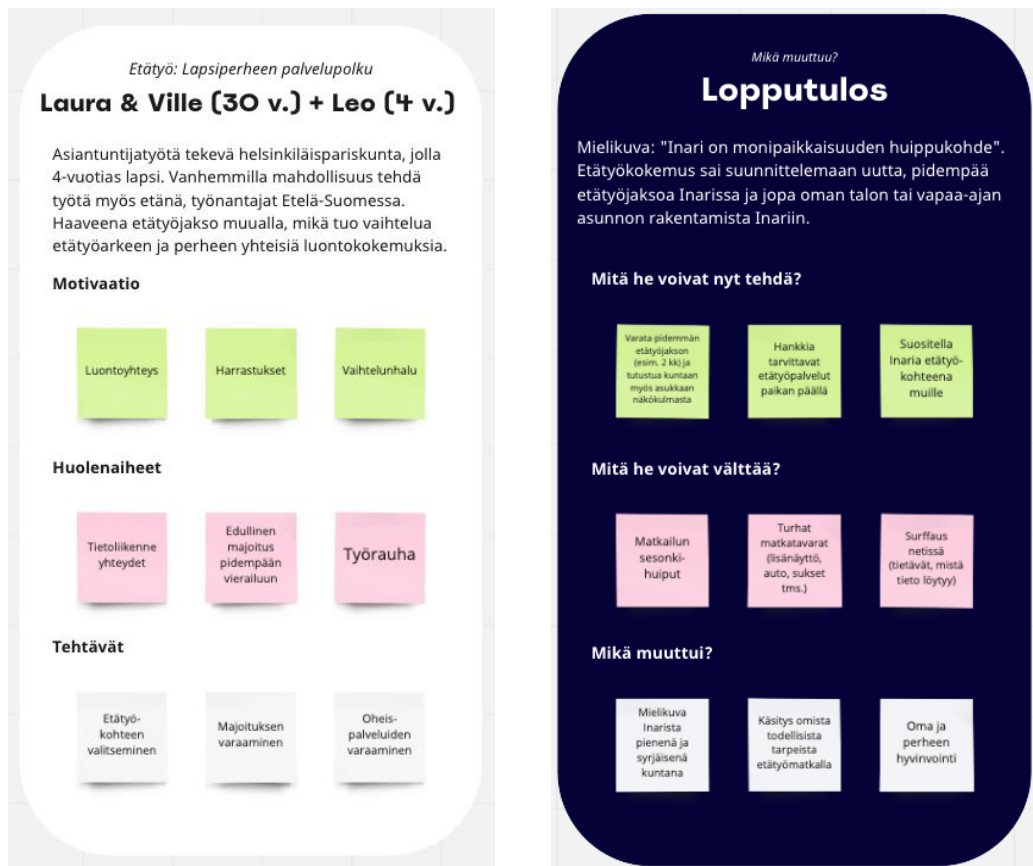 Etätyö: Lapsiperheen palvelupolku
Laura & Ville (30 v.) + Leo (4 v.)
Asiantuntijatyötä tekevä helsinkiläispariskunta, jolla
4-vuotias lapsi. Vanhemmilla mahdollisuus tehdä
työtä myös etänä, työnantajat Etelä-Suomessa.
Haaveena etätyöjakso muualla, mikä tuo vaihtelua
etätyöarkeen ja perheen yhteisiä luontokokemuksia.
Motivaatio
Luontoyhteys
Harrastukset
Vaihtelunhalu
Huolenaiheet
Tietoliikenne
yhteydet
Edullinen
majoitus
pidempään
vierailuun
Työrauha
Tehtävät
Etätyö-
kohteen
valitseminen
Majoituksen
varaaminen
Oheis-
palveluiden
varaaminen
Mikä muuttuu?
Lopputulos
Mielikuva: "Inari on monipaikkaisuuden huippukohde".
Etätyökokemus sai suunnittelemaan uutta, pidempää
etätyöjaksoa Inarissa ja jopa oman talon tai vapaa-ajan
asunnon rakentamista Inariin.
Mitä he voivat nyt tehdä?
Varata pidemmän
etätyöjakson
(esim. 2 kk) ja
tutustua kuntaan
myös asukkaan
näkökulmasta
Hankkia
tarvittavat
etätyöpalvelut
paikan päällä
Suositella
Inaria etätyö-
kohteena
muille
Mitä he voivat välttää?
Matkailun
sesonki-
huiput
Turhat
matkatavarat
(lisänäyttö,
auto, sukset
tms.)
Surffaus
netissä
(tietävät, mistä
tieto löytyy)
Mikä muuttui?
Mielikuva
Inarista
pienenä ja
syrjäisenä
kuntana
Käsitys omista
todellisista
tarpeista
etätyömatkalla
Oma ja
perheen
hyvinvointi